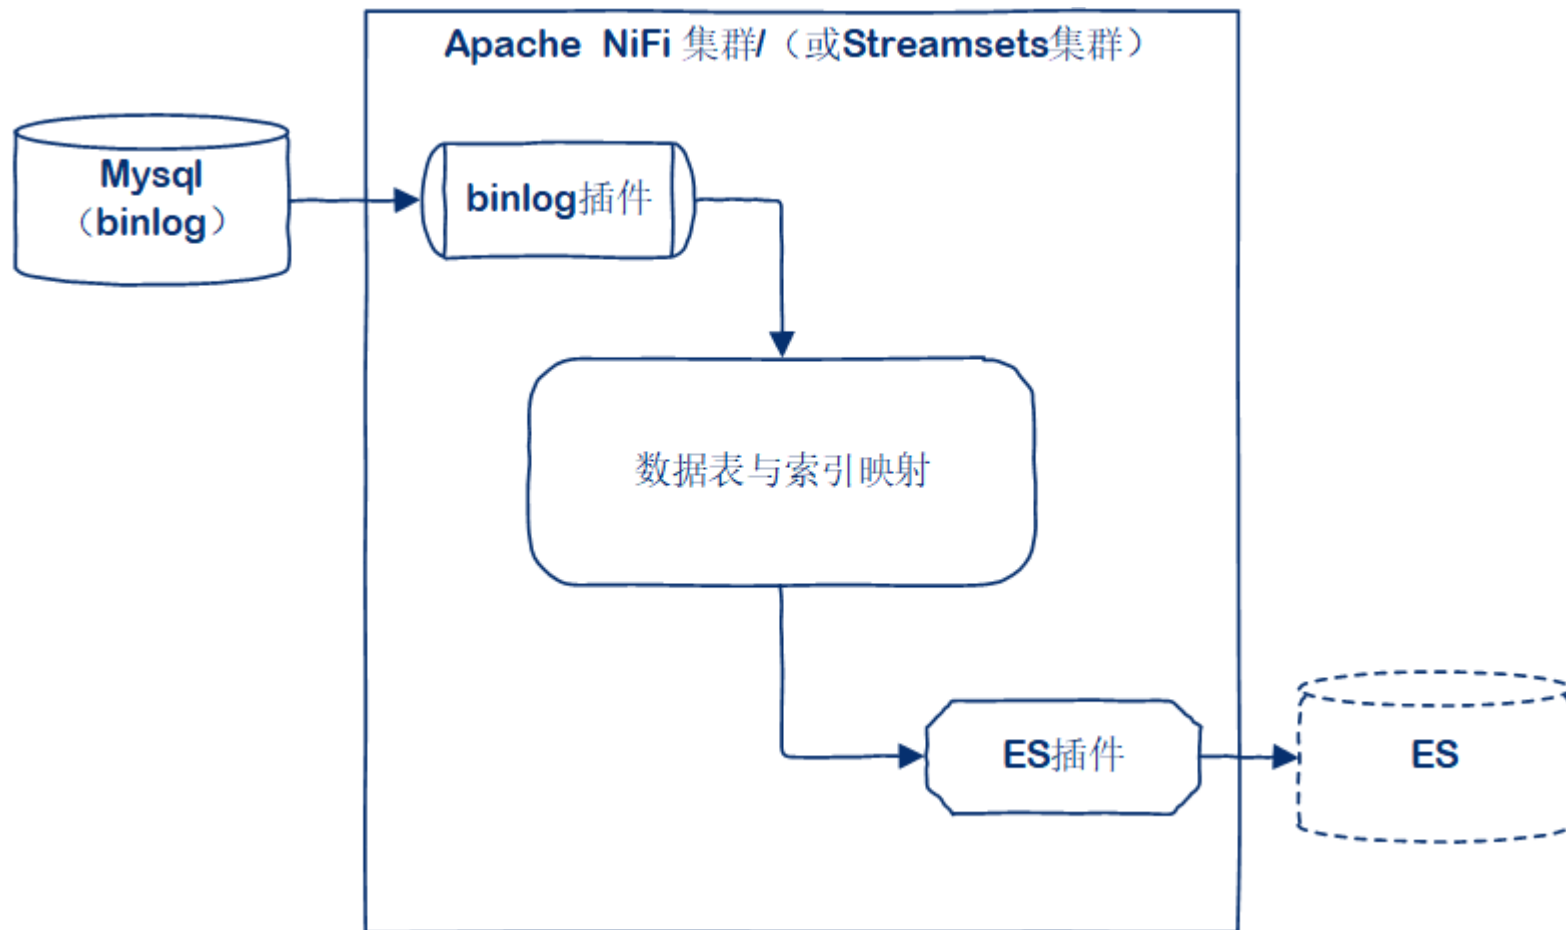 Apache NiFi 集群/（或Streamsets集群）
Mysql
（binlog）
binlog插件
数据表与索引映射
ES插件
ES